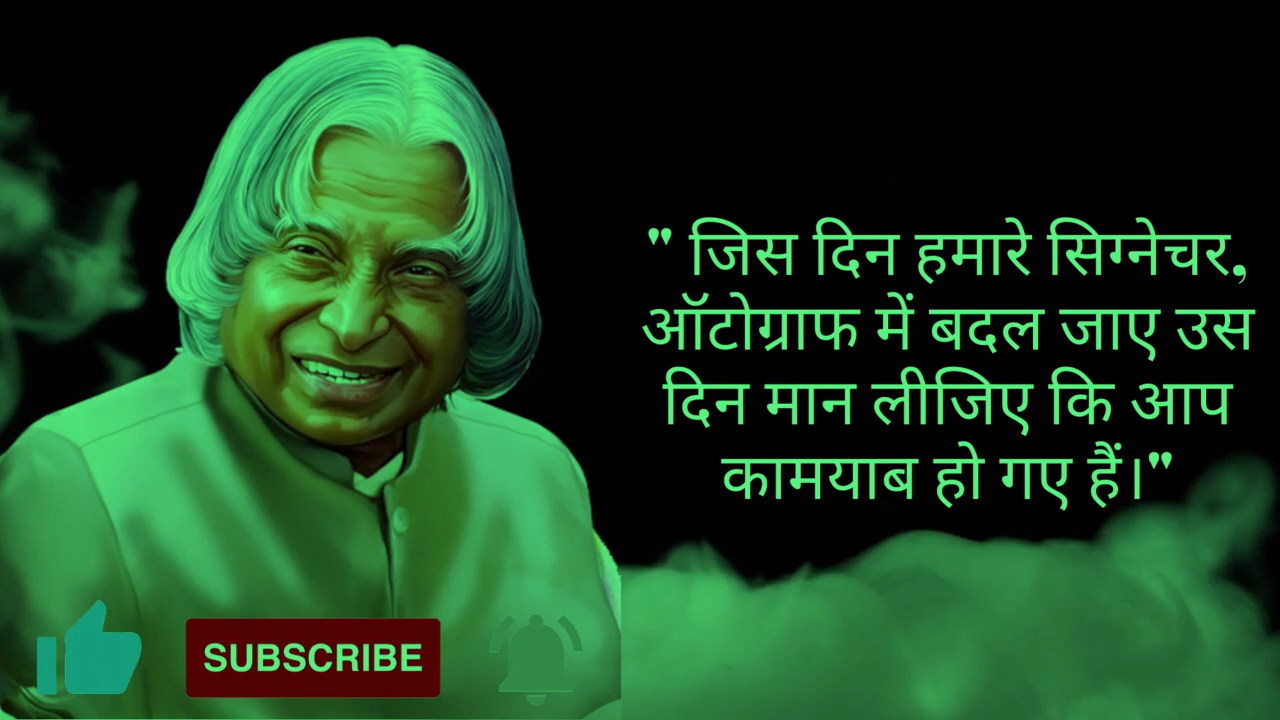 " जिस दिन हमारे सिग्नेचर,
ऑटोग्राफ में बदल जाए उस
दिन मान लीजिए कि आप
कामयाब हो गए हैं।"
SUBSCRIBE